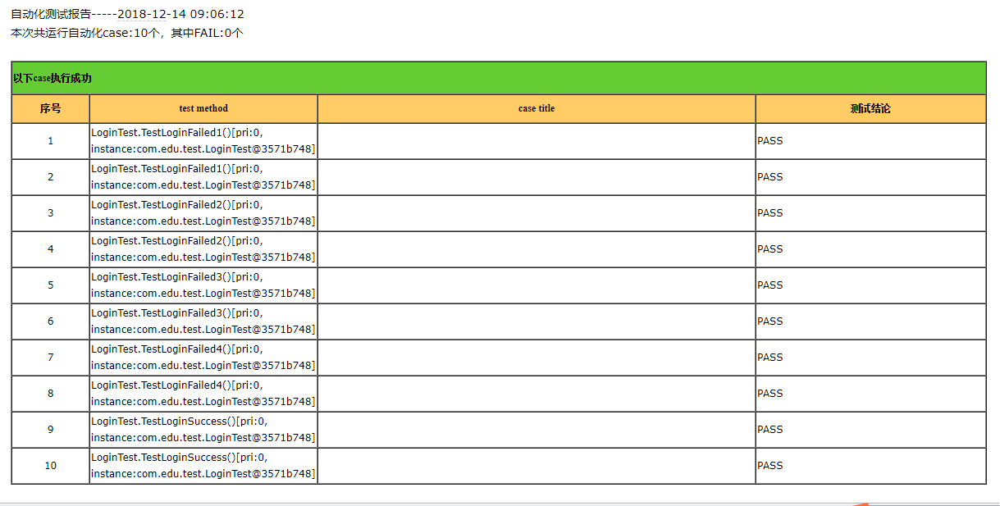 自动化测试报告-----2018-12-14 09:06:12
本次共运行自动化case:10个，其中FAIL:0个
以下case执行成功
序号 test method case title 测试结论
1 LoginTest.TestLoginFailed1()[pri:0, PASS
instance:com.edu.test.LoginTest@3571b748]
2 LoginTest.TestLoginFailed1()[pri:0, PASS
instance:com.edu.test.LoginTest@3571b748]
3 LoginTest.TestLoginFailed2()[pri:0, PASS
instance:com.edu.test.LoginTest@3571b748]
4 LoginTest.TestLoginFailed2()[pri:0, PASS
instance:com.edu.test.LoginTest@3571b748]
5 LoginTest.TestLoginFailed3()[pri:0, PASS
instance:com.edu.test.LoginTest@3571b748]
6 LoginTest.TestLoginFailed3()[pri:0, PASS
instance:com.edu.test.LoginTest@3571b748]
7 LoginTest.TestLoginFailed4()[pri:0, PASS
instance:com.edu.test.LoginTest@3571b748]
8 LoginTest.TestLoginFailed4()[pri:0, PASS
instance:com.edu.test.LoginTest@3571b748]
9 LoginTest.TestLoginSuccess()[pri:0, PASS
instance:com.edu.test.LoginTest@3571b748]
10 LoginTest.TestLoginSuccess()[pri:0, PASS
instance:com.edu.test.LoginTest@3571b748]